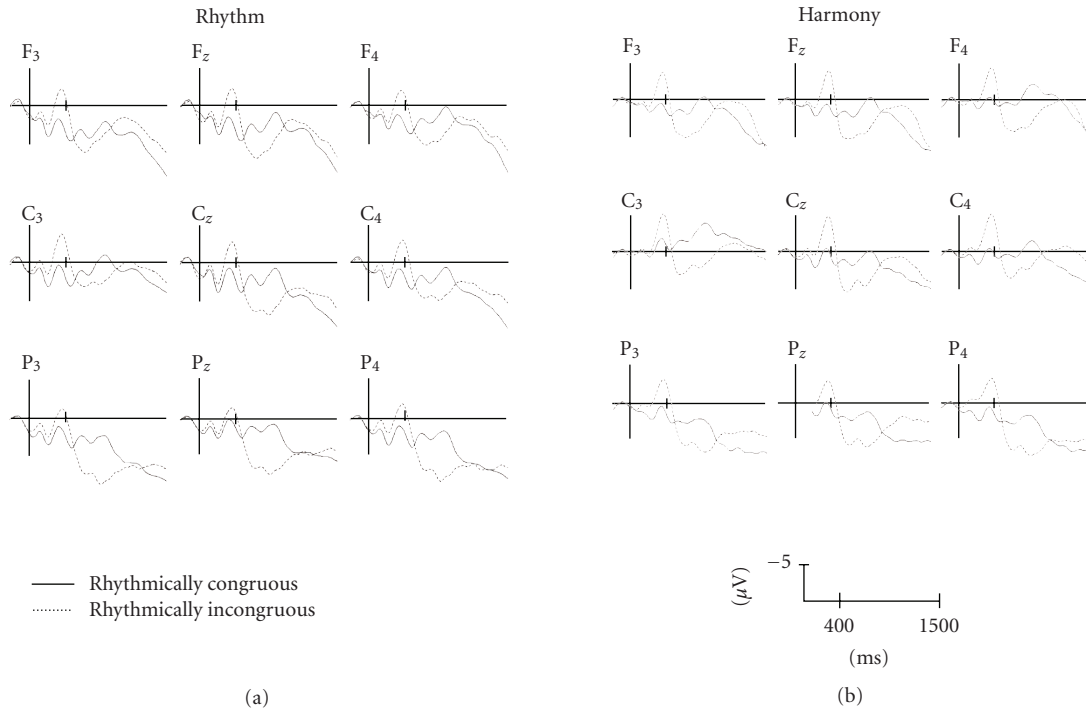 Rhythm
F3 Fz F4
C3 Cz C4
P3 Pz P4
Rhythmically congruous
Rhythmically incongruous
(a)
Harmony
F3 Fz F4
C3 Cz C4
P3 Pz P4
−5
(μV)
400 1500
(ms)
(b)